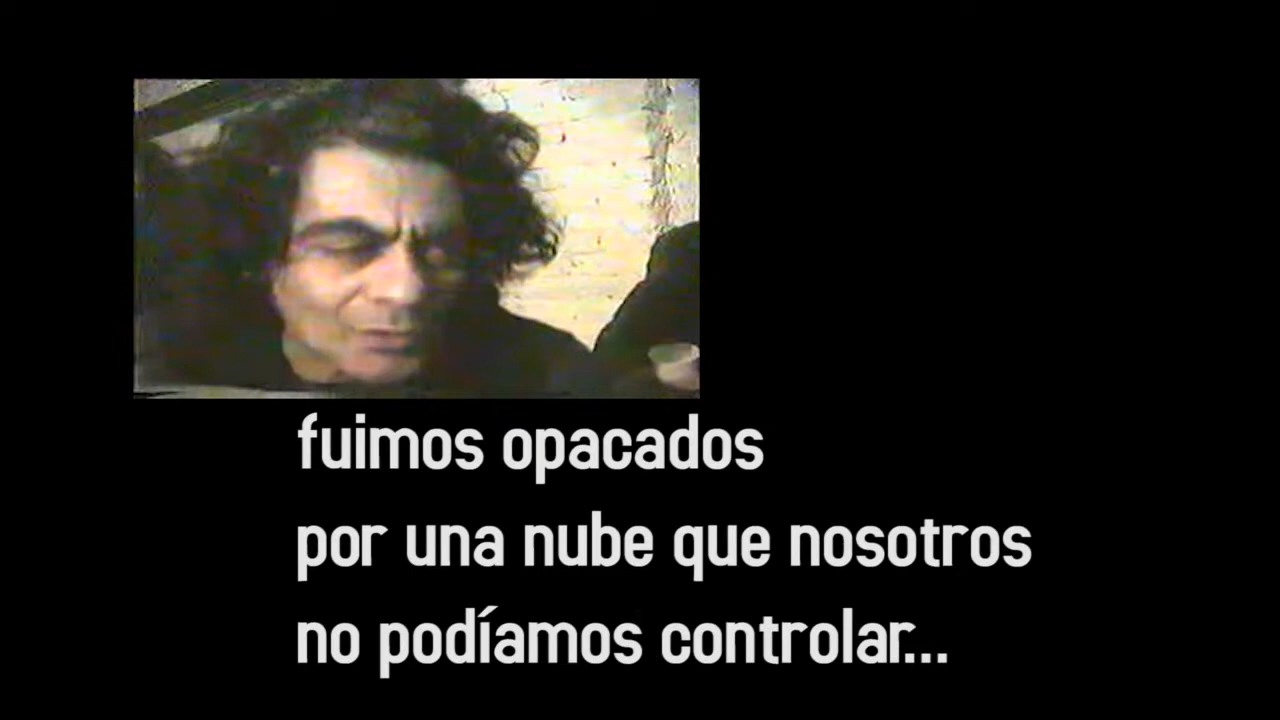 fuimos opacados
por una nube que nosotros
no podíamos controlar...